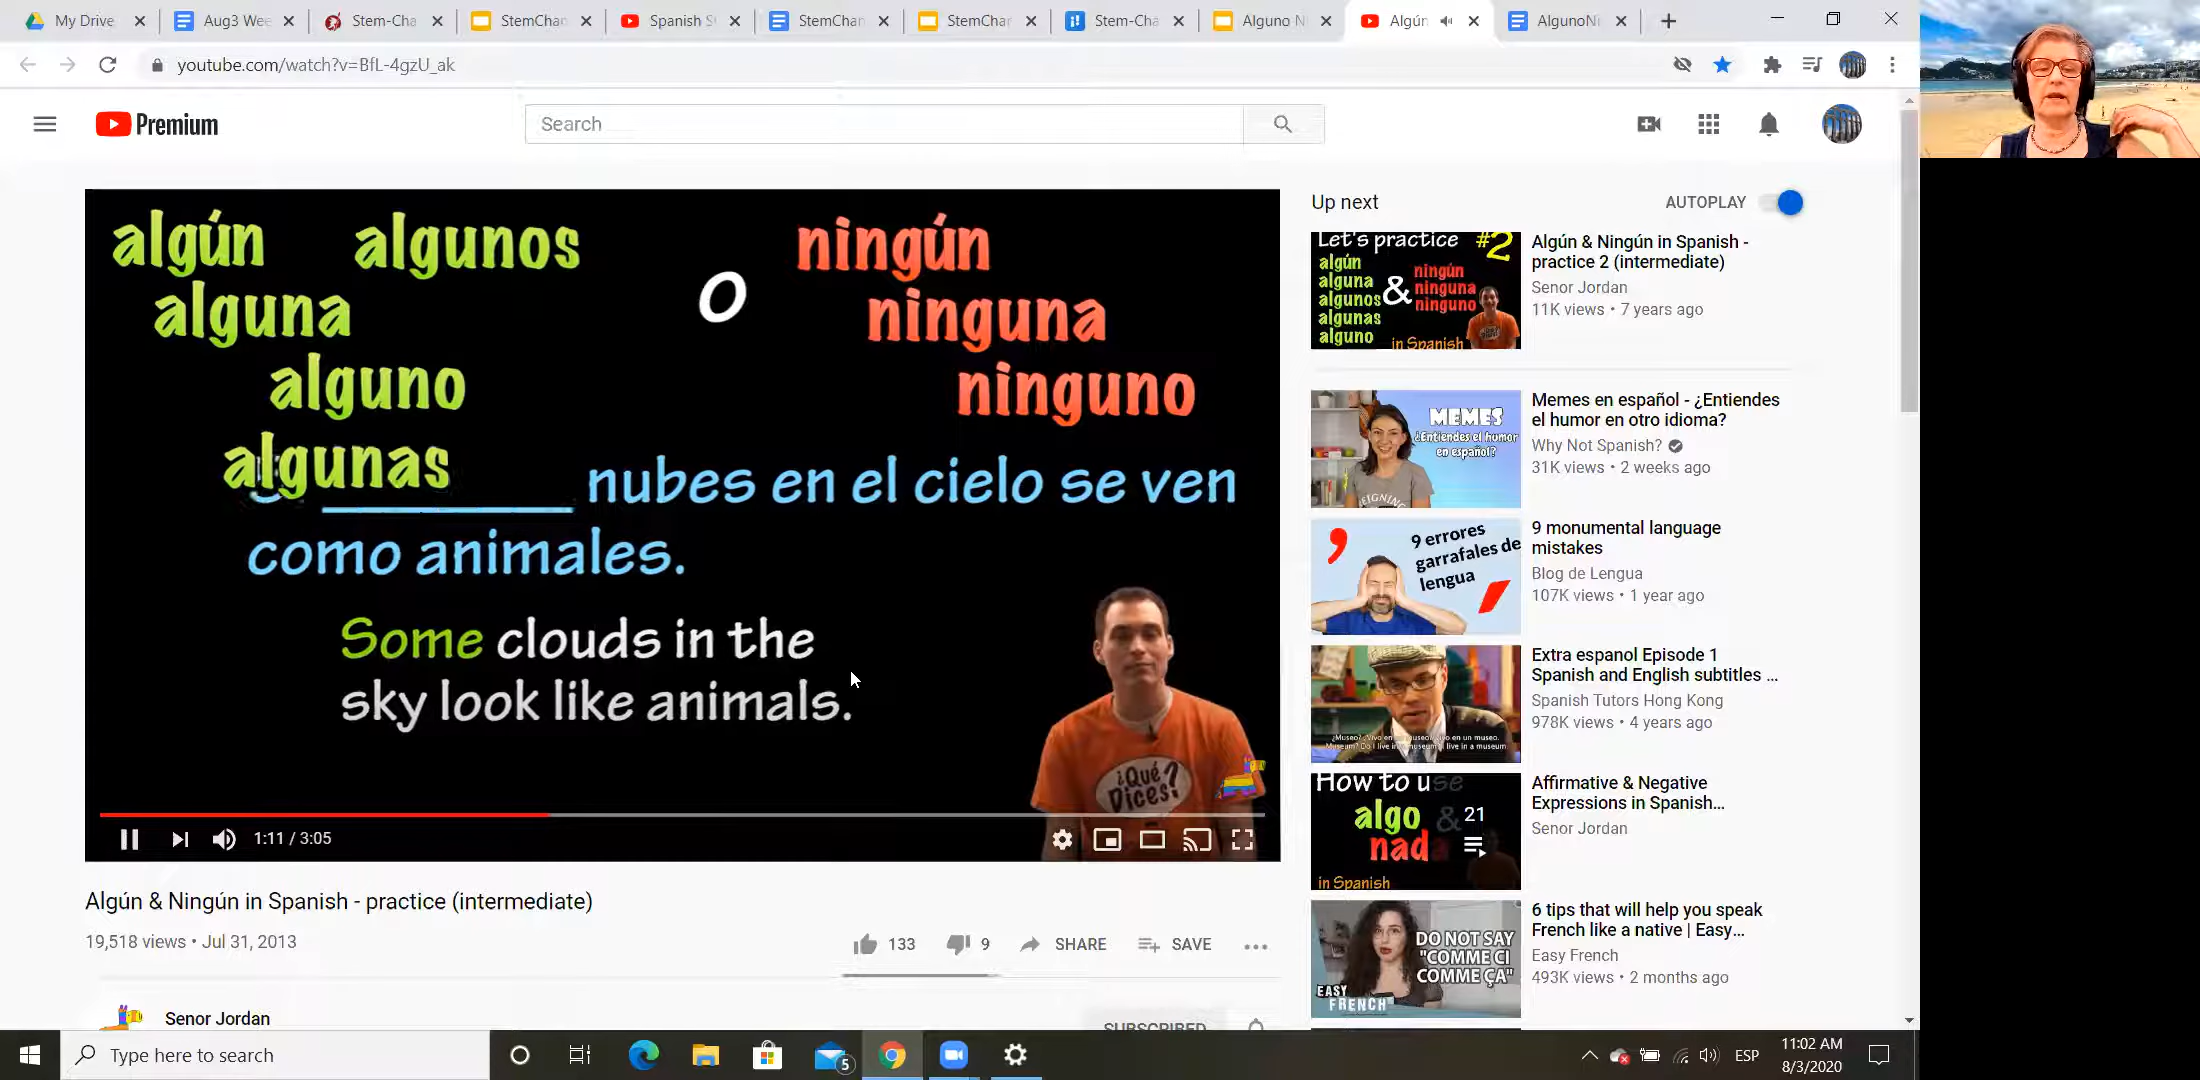 My Drive
Aug3 Wee
Stem-Cha
StemChan
Spanish S
StemChan
StemChan
Stem-Cha
Alguno N
Algún
AlgunoNi
youtube.com/watch?v=BfL-4gzU_ak
Premium
Search
algún algunos ningún
alguna o ninguna
alguno ninguno
algunas
nubes en el cielo se ven
como animales.
Some clouds in the
sky look like animals.
¿Qué
Dices?
1:11 / 3:05
Algún & Ningún in Spanish - practice (intermediate)
19,518 views • Jul 31, 2013
133
9
SHARE
SAVE
Senor Jordan
SUBSCRIBED
Up next
AUTOPLAY
Let's practice #2
algún
alguna
algunos
algunas
alguno
&
ningún
ninguna
ninguno
in Spanish
Algún & Ningún in Spanish -
practice 2 (intermediate)
Senor Jordan
11K views • 7 years ago
MEMES
¿Entiendes el humor
en español?
Memes en español - ¿Entiendes
el humor en otro idioma?
Why Not Spanish?
31K views • 2 weeks ago
9 errores
garrafales de
lengua
9 monumental language
mistakes
Blog de Lengua
107K views • 1 year ago
Extra espanol Episode 1
Spanish and English subtitles ...
Spanish Tutors Hong Kong
978K views • 4 years ago
How to use
algo &
nada
in Spanish
21
Affirmative & Negative
Expressions in Spanish...
Senor Jordan
DO NOT SAY
"COMME CI
COMME ÇA"
EASY
FRENCH
6 tips that will help you speak
French like a native | Easy...
Easy French
493K views • 2 months ago
Type here to search
5
ESP
11:02 AM
8/3/2020